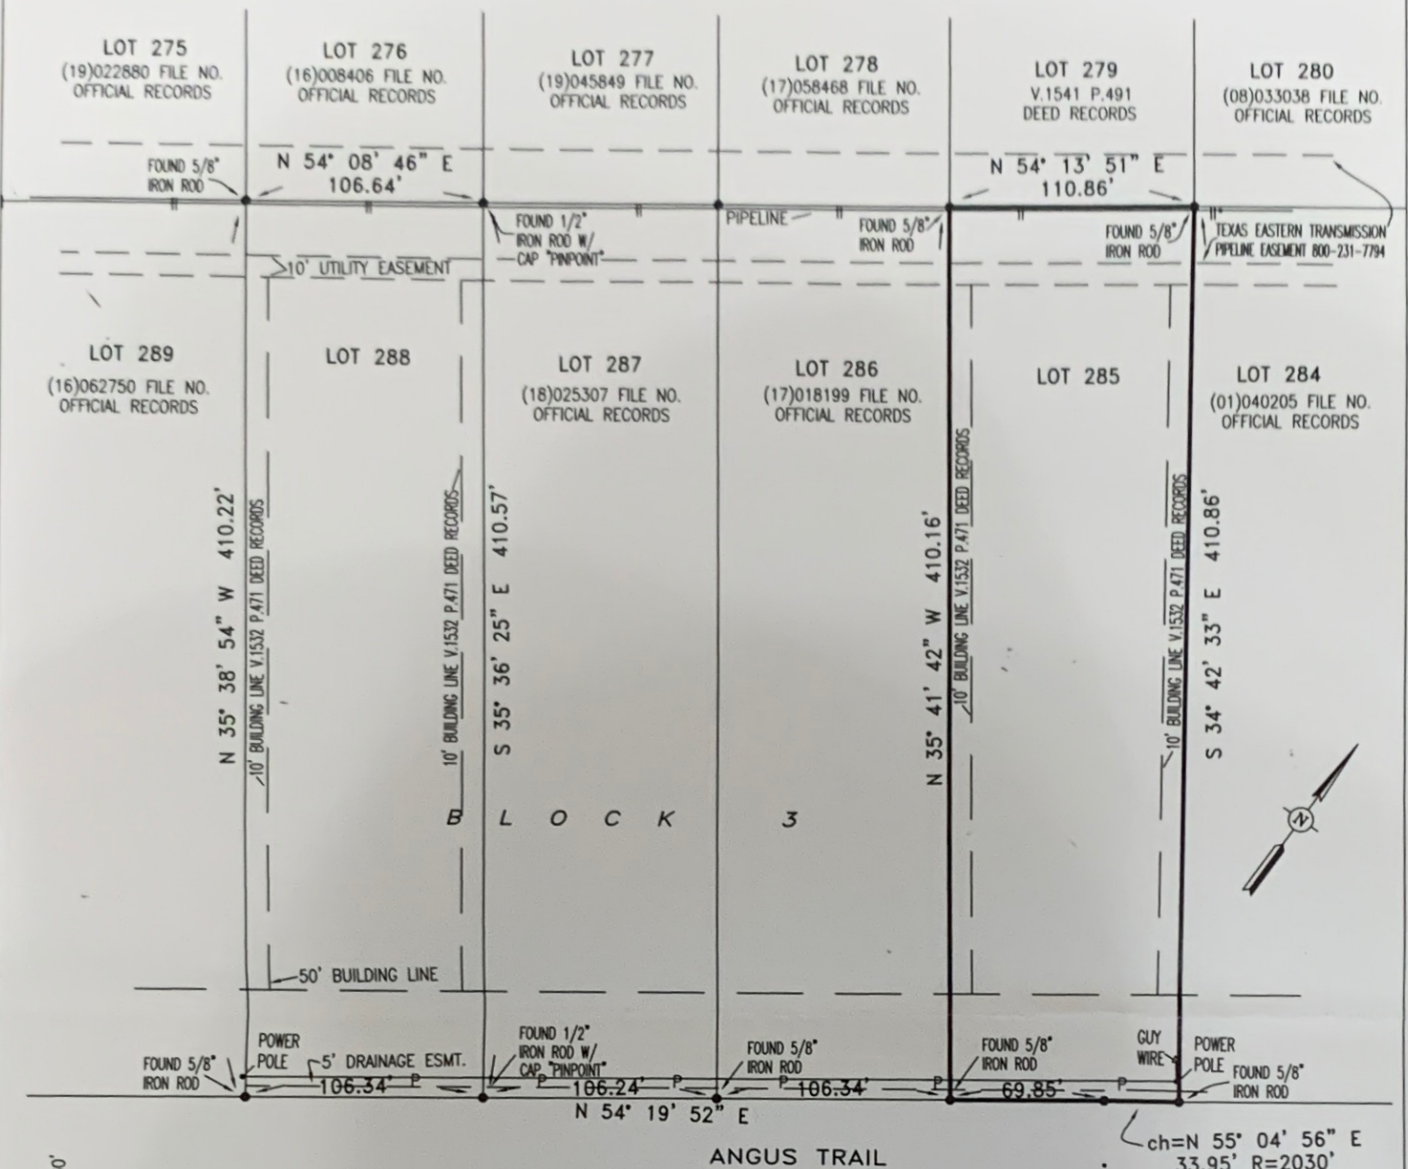 LOT 275
(19)022880 FILE NO.
OFFICIAL RECORDS
LOT 276
(16)008406 FILE NO.
OFFICIAL RECORDS
LOT 277
(19)045849 FILE NO.
OFFICIAL RECORDS
LOT 278
(17)058468 FILE NO.
OFFICIAL RECORDS
LOT 279
V.1541 P.491
DEED RECORDS
LOT 280
(08)033038 FILE NO.
OFFICIAL RECORDS
FOUND 5/8"
IRON ROD
N 54° 08' 46" E
106.64'
N 54° 13' 51" E
110.86'
FOUND 1/2"
IRON ROD W/
CAP "PINPOINT"
PIPELINE
FOUND 5/8"
IRON ROD
FOUND 5/8"
IRON ROD
TEXAS EASTERN TRANSMISSION
PIPELINE EASEMENT 800-231-7794
10' UTILITY EASEMENT
LOT 289
(16)062750 FILE NO.
OFFICIAL RECORDS
LOT 288
LOT 287
(18)025307 FILE NO.
OFFICIAL RECORDS
LOT 286
(17)018199 FILE NO.
OFFICIAL RECORDS
LOT 285
LOT 284
(01)040205 FILE NO.
OFFICIAL RECORDS
N 35° 38' 54" W 410.22'
10' BUILDING LINE V.1532 P.471 DEED RECORDS
10' BUILDING LINE V.1532 P.471 DEED RECORDS
S 35° 36' 25" E 410.57'
N 35° 41' 42" W 410.16'
10' BUILDING LINE V.1532 P.471 DEED RECORDS
10' BUILDING LINE V.1532 P.471 DEED RECORDS
S 34° 42' 33" E 410.86'
BLOCK 3
N
50' BUILDING LINE
FOUND 5/8"
IRON ROD
POWER
POLE
5' DRAINAGE ESMT.
106.34'
P
FOUND 1/2"
IRON ROD W/
CAP "PINPOINT"
P
106.24'
P
FOUND 5/8"
IRON ROD
P
106.34'
P
FOUND 5/8"
IRON ROD
69.85'
P
GUY
WIRE
POWER
POLE
FOUND 5/8"
IRON ROD
N 54° 19' 52" E
ANGUS TRAIL
ch=N 55° 04' 56" E
33.95' R=2030'